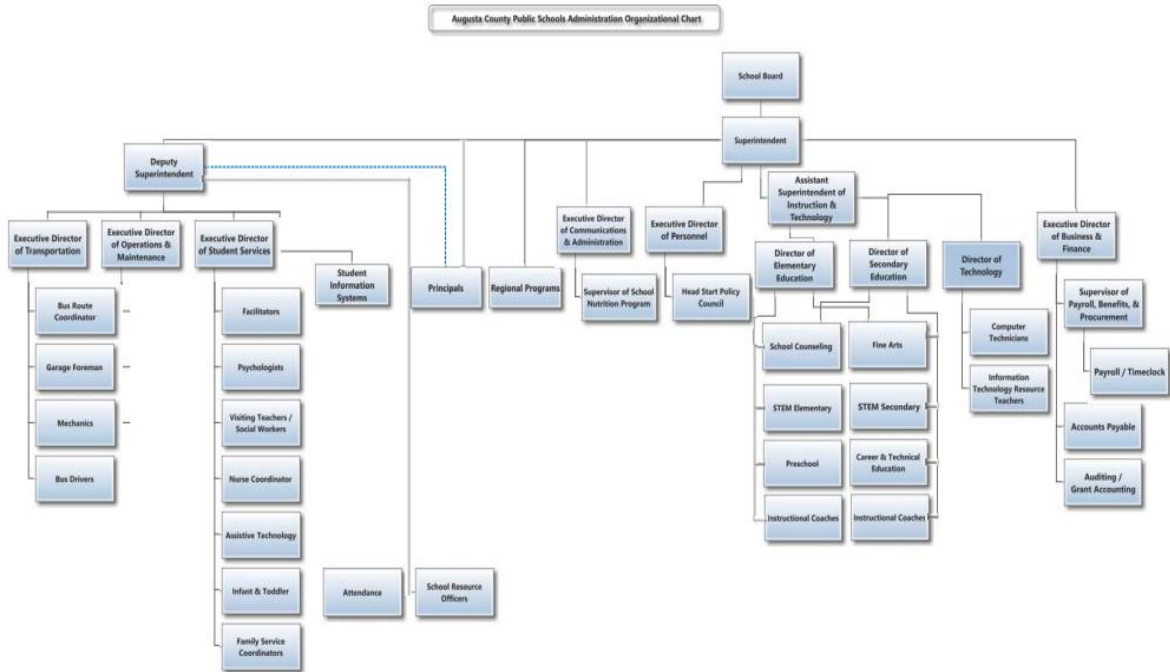 Augusta County Public Schools Administration Organizational Chart
School Board
Superintendent
Deputy
Superintendent
Assistant
Superintendent of
Instruction &
Technology
Executive Director
of Transportation
Executive Director
of Operations &
Maintenance
Executive Director
of Student Services
Student
Information
Systems
Principals
Regional Programs
Executive Director
of Communications
& Administration
Executive Director
of Personnel
Director of
Elementary
Education
Director of
Secondary
Education
Director of
Technology
Executive Director
of Business &
Finance
Bus Route
Coordinator
Garage Foreman
Mechanics
Bus Drivers
Facilitators
Psychologists
Visiting Teachers /
Social Workers
Nurse Coordinator
Assistive Technology
Infant & Toddler
Family Service
Coordinators
Attendance
School Resource
Officers
Supervisor of School
Nutrition Program
Head Start Policy
Council
School Counseling
STEM Elementary
Preschool
Instructional Coaches
Fine Arts
STEM Secondary
Career & Technical
Education
Instructional Coaches
Computer
Technicians
Information
Technology Resource
Teachers
Supervisor of
Payroll, Benefits, &
Procurement
Payroll / Timeclock
Accounts Payable
Auditing /
Grant Accounting